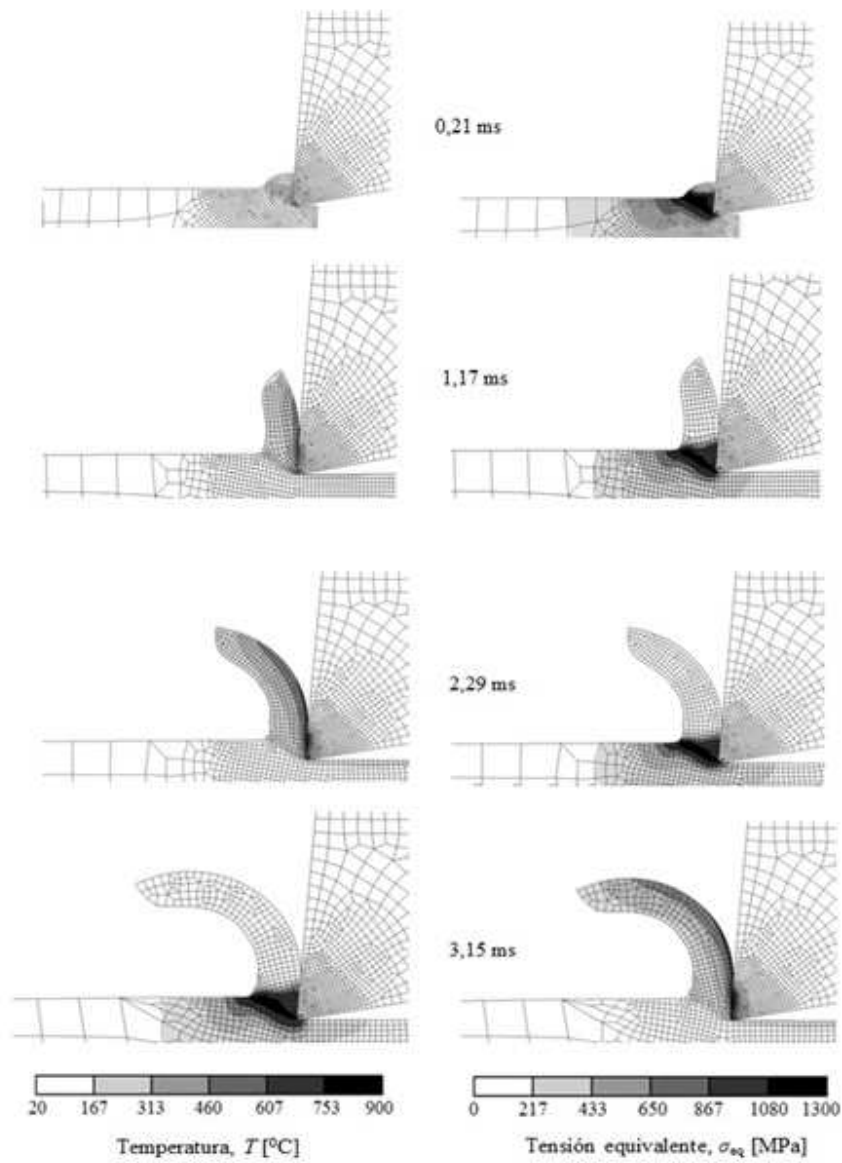 0,21 ms
1,17 ms
2,29 ms
3,15 ms
20 167 313 460 607 753 900
0 217 433 650 867 1080 1300
Temperatura, T [⁰C]
Tensión equivalente, σeq [MPa]